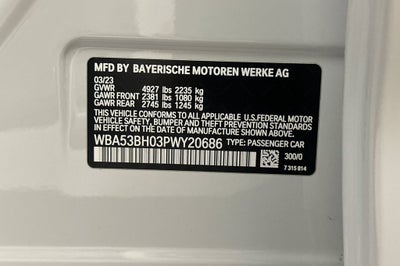 MFD BY BAYERISCHE MOTOREN WERKE AG
03/23
GVWR 4927 lbs 2235 kg
GAWR FRONT 2381 lbs 1080 kg
GAWR REAR 2745 lbs 1245 kg
THIS VEHICLE CONFORMS TO ALL APPLICABLE U.S.FEDERAL MOTOR
VEHICLE SAFETY, BUMPER AND THEFT PREVENTION STANDARDS IN
EFFECT ON THE DATE OF MANUFACTURE SHOWN ABOVE.
WBA53BH03PWY20686 TYPE: PASSENGER CAR
300/0
7 315 814